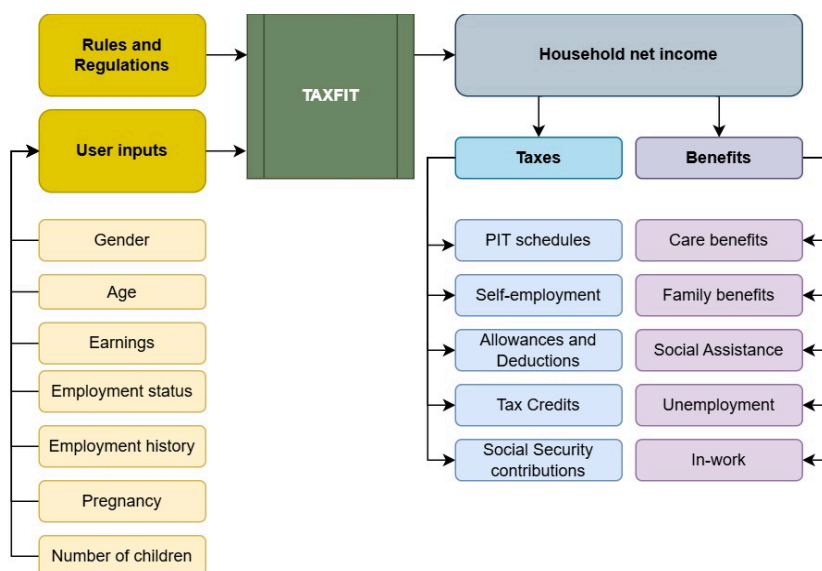 Rules and
Regulations
User inputs
Gender
Age
Earnings
Employment status
Employment history
Pregnancy
Number of children
TAXFIT
Household net income
Taxes
PIT schedules
Self-employment
Allowances and
Deductions
Tax Credits
Social Security
contributions
Benefits
Care benefits
Family benefits
Social Assistance
Unemployment
In-work